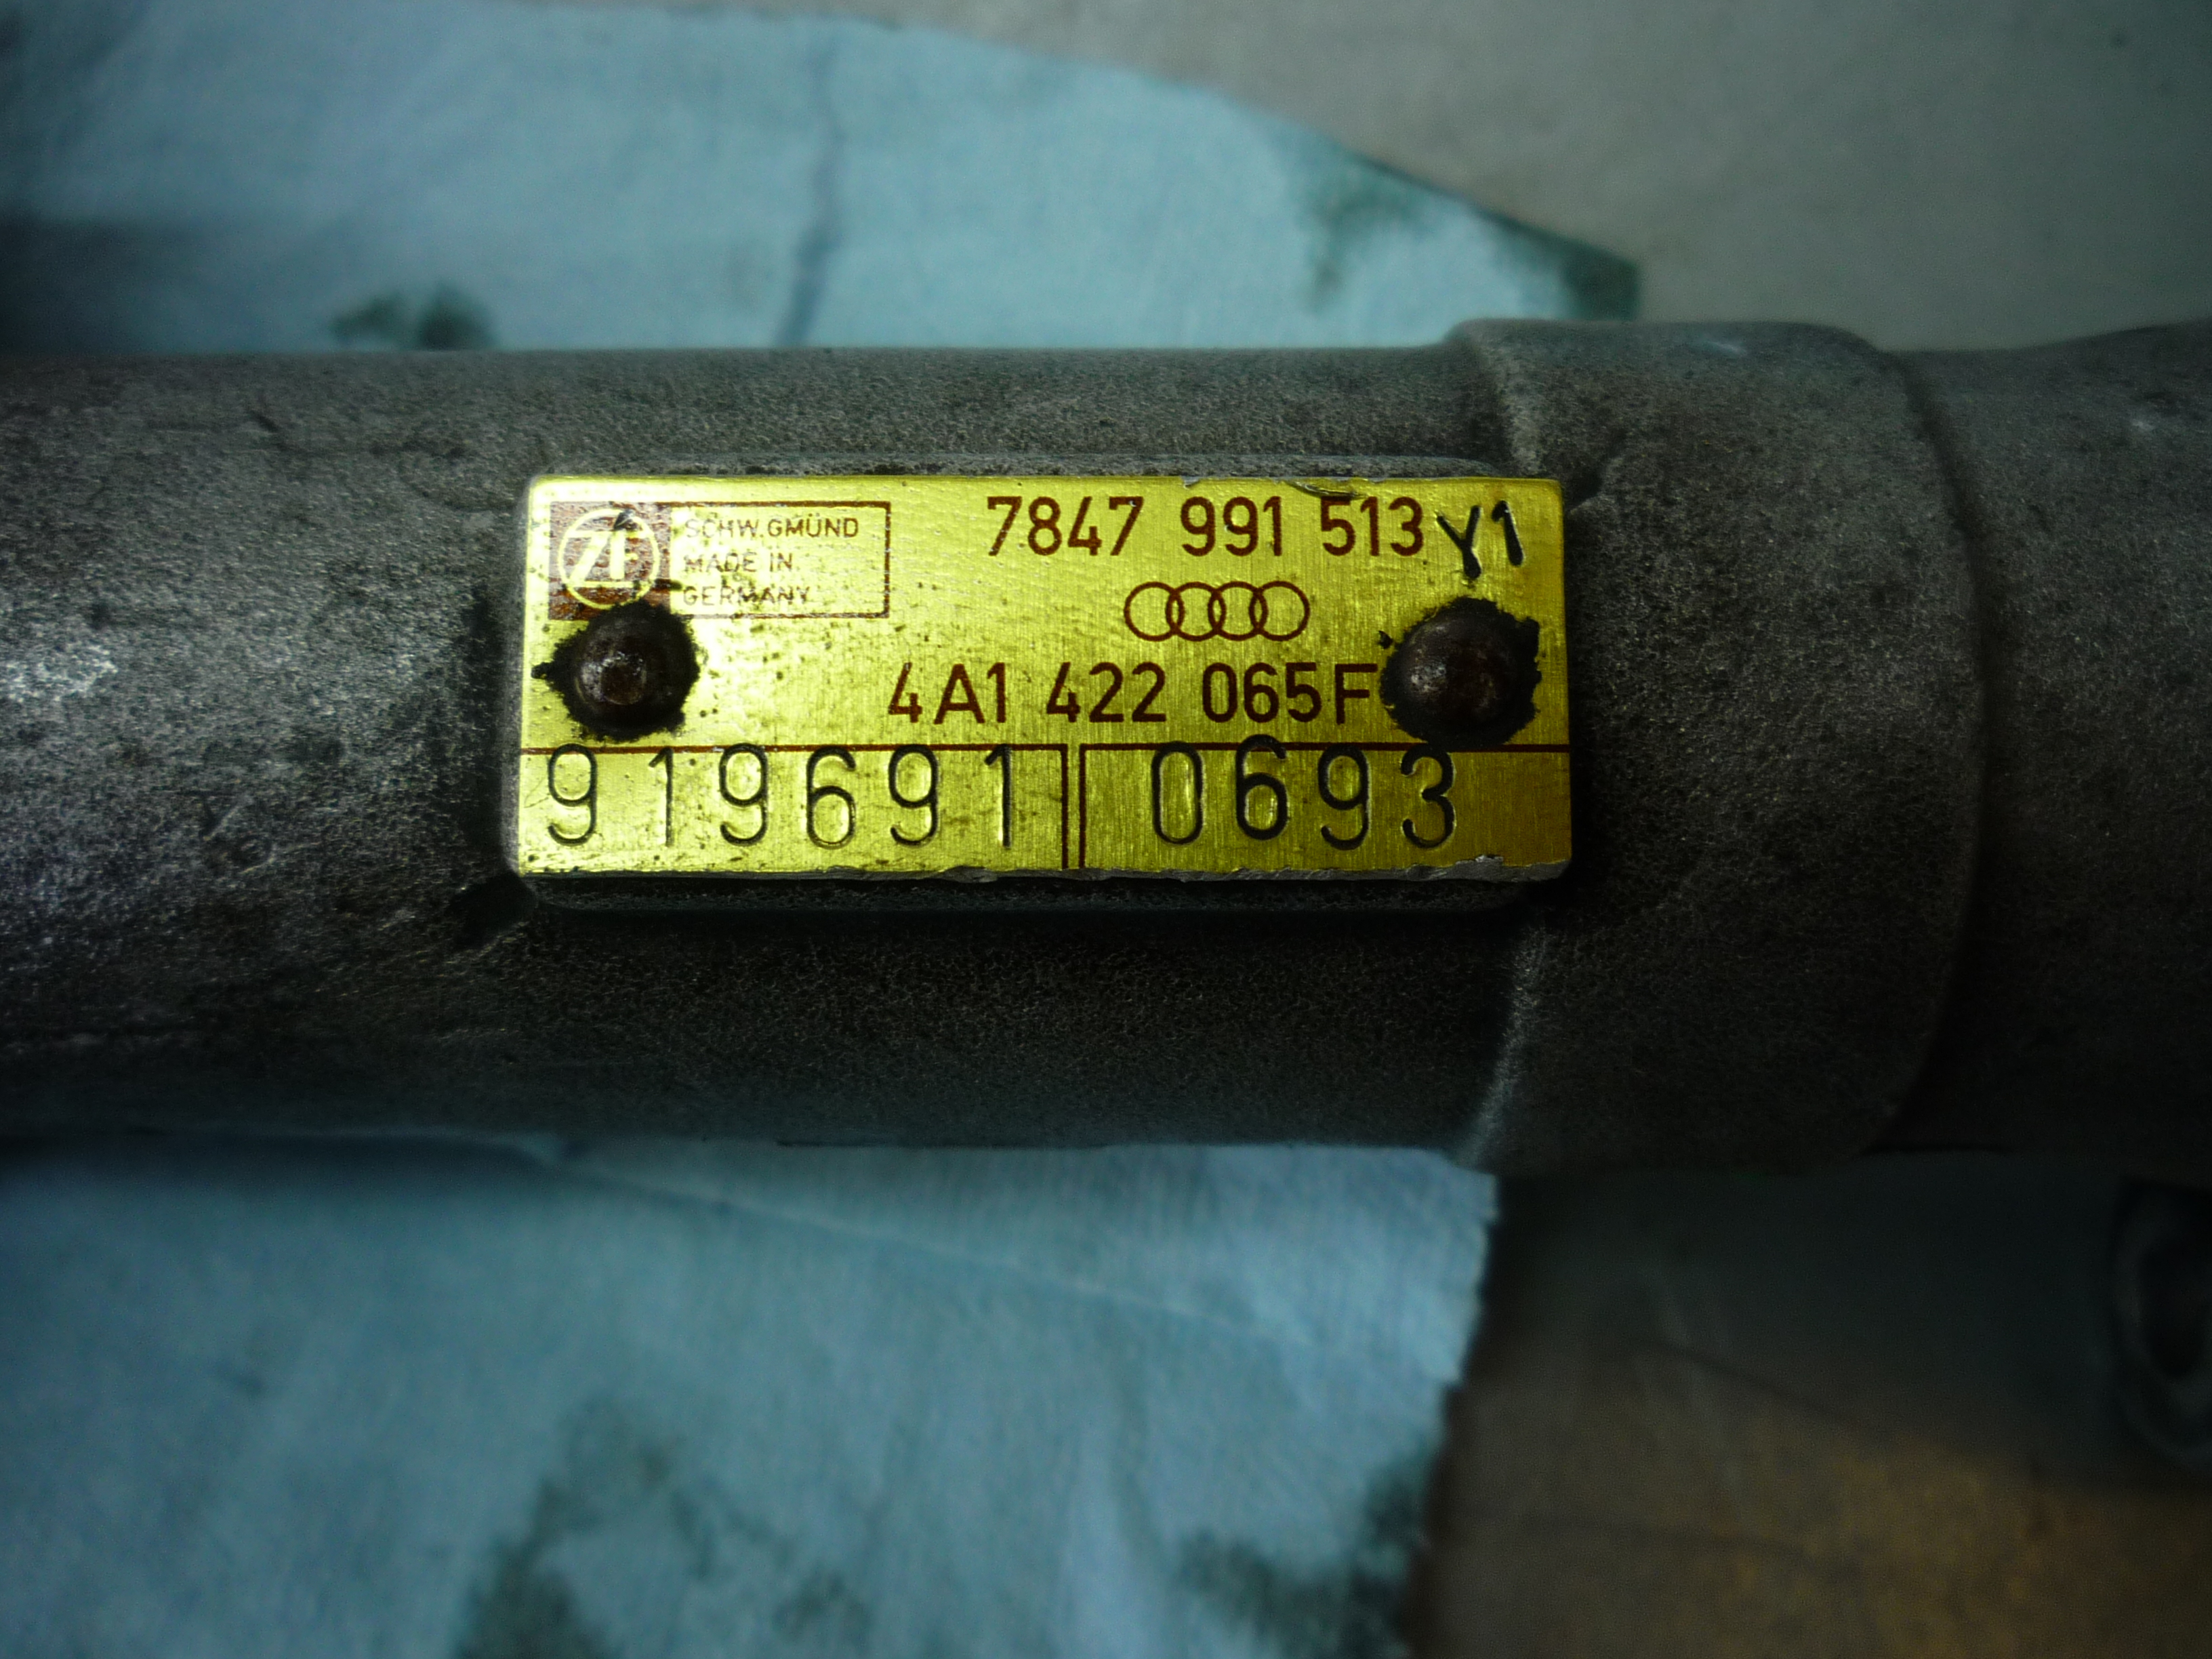 ZF
SCHW.GMÜND
MADE IN
GERMANY
7847 991 513 Y1
4A1 422 065F
919691 0693